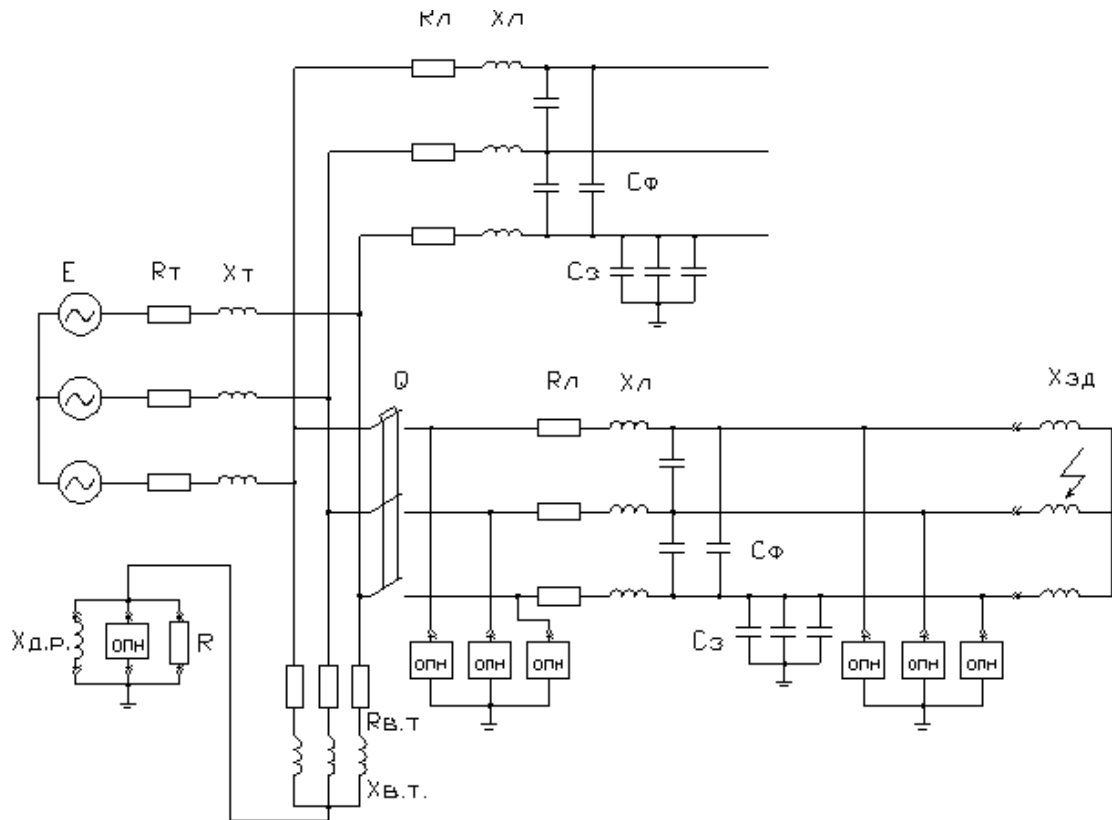 Rл Xл
Cф
Cз
E Rт Xт
Q Rл Xл Xэд
Cф
Xд.р. ОПН R
ОПН ОПН ОПН
Cз
ОПН ОПН ОПН
Rв.т
Xв.т.